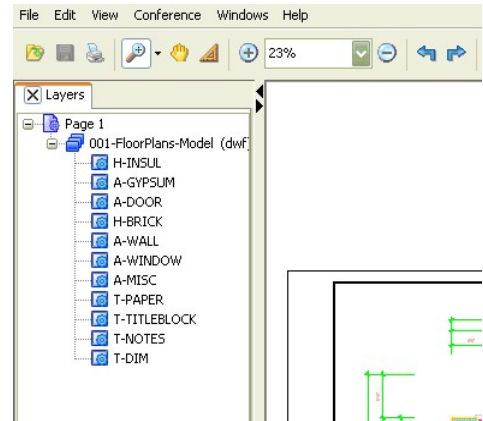 File Edit View Conference Windows Help
23%
Layers
Page 1
001-FloorPlans-Model (dwf)
H-INSUL
A-GYPSUM
A-DOOR
H-BRICK
A-WALL
A-WINDOW
A-MISC
T-PAPER
T-TITLEBLOCK
T-NOTES
T-DIM